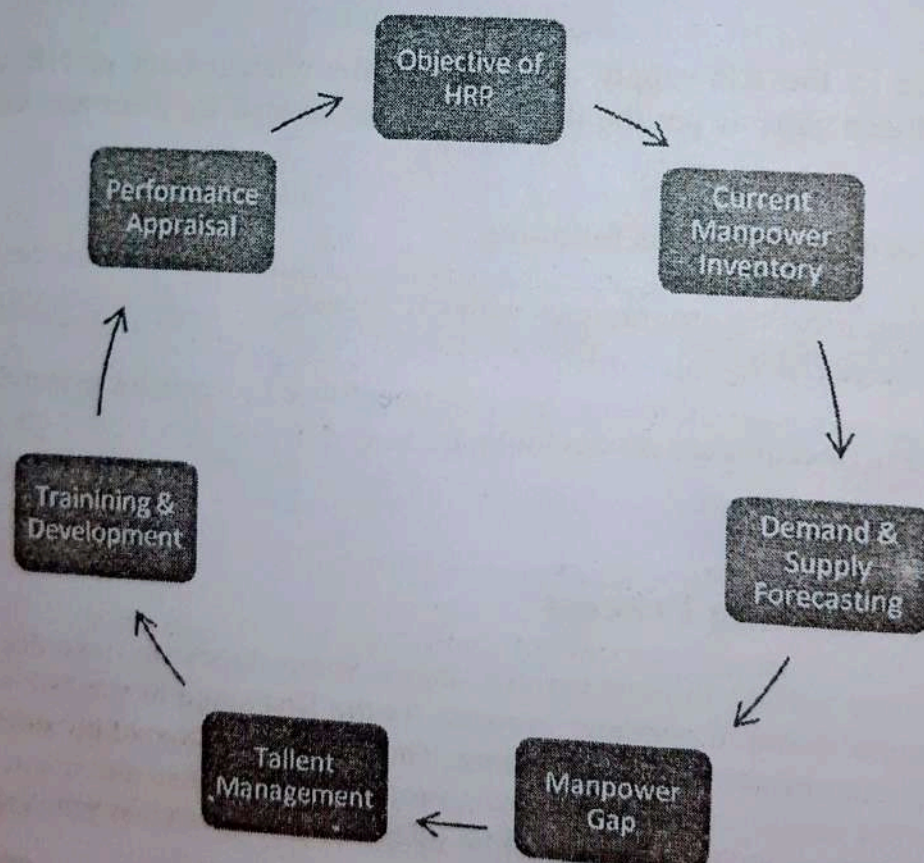 Objective of
HRP
Current
Manpower
Inventory
Demand &
Supply
Forecasting
Manpower
Gap
Tallent
Management
Trainining &
Development
Performance
Appraisal